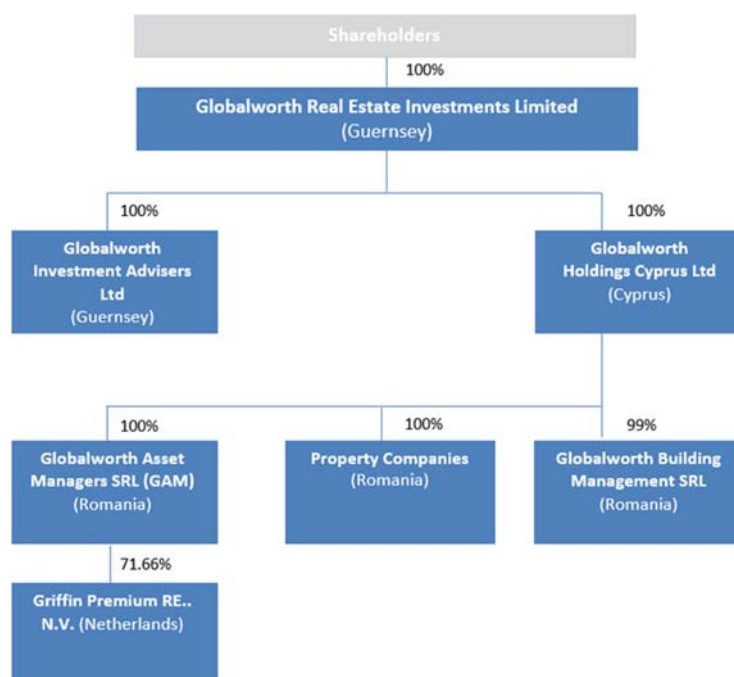 Shareholders
100%
Globalworth Real Estate Investments Limited
(Guernsey)
100%
100%
Globalworth
Investment Advisers
Ltd
(Guernsey)
Globalworth
Holdings Cyprus Ltd
(Cyprus)
100%
100%
99%
Globalworth Asset
Managers SRL (GAM)
(Romania)
Property Companies
(Romania)
Globalworth Building
Management SRL
(Romania)
71.66%
Griffin Premium RE..
N.V. (Netherlands)